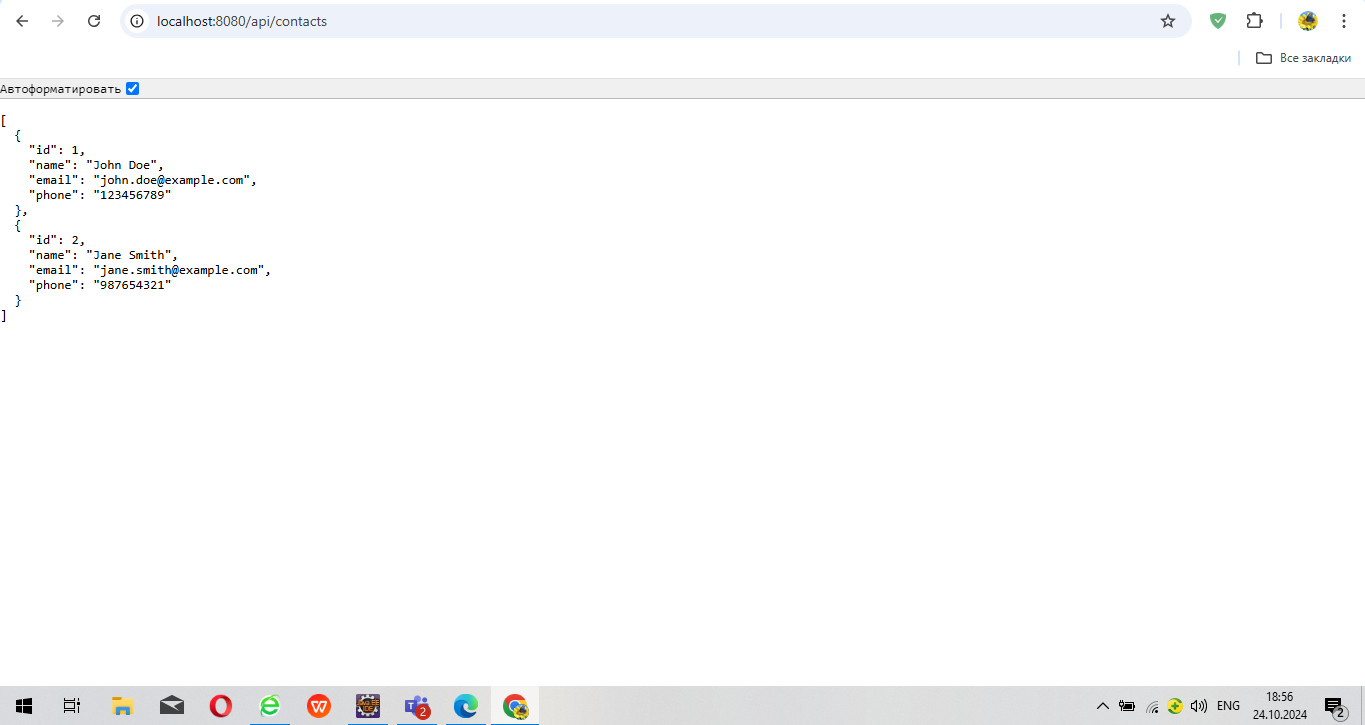 localhost:8080/api/contacts
Все закладки
Автоформатировать
[
  {
    "id": 1,
    "name": "John Doe",
    "email": "john.doe@example.com",
    "phone": "123456789"
  },
  {
    "id": 2,
    "name": "Jane Smith",
    "email": "jane.smith@example.com",
    "phone": "987654321"
  }
]
W
EE
IDE
T
2
ENG
18:56
24.10.2024
2